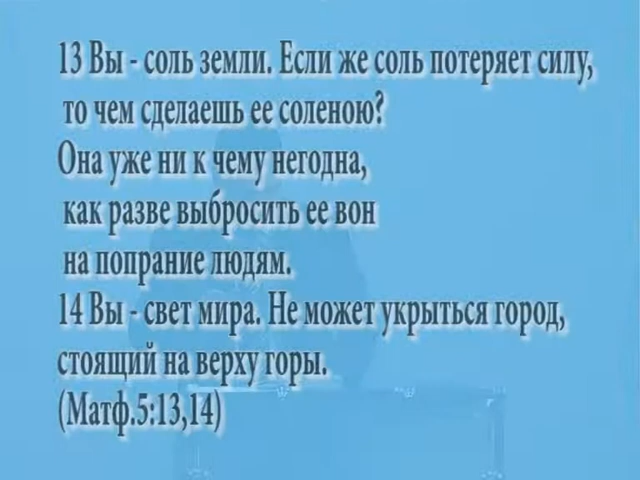 13 Вы - соль земли. Если же соль потеряет силу,
то чем сделаешь ее соленою?
Она уже ни к чему негодна,
как разве выбросить ее вон
на попрание людям.
14 Вы - свет мира. Не может укрыться город,
стоящий на верху горы.
(Матф.5:13,14)